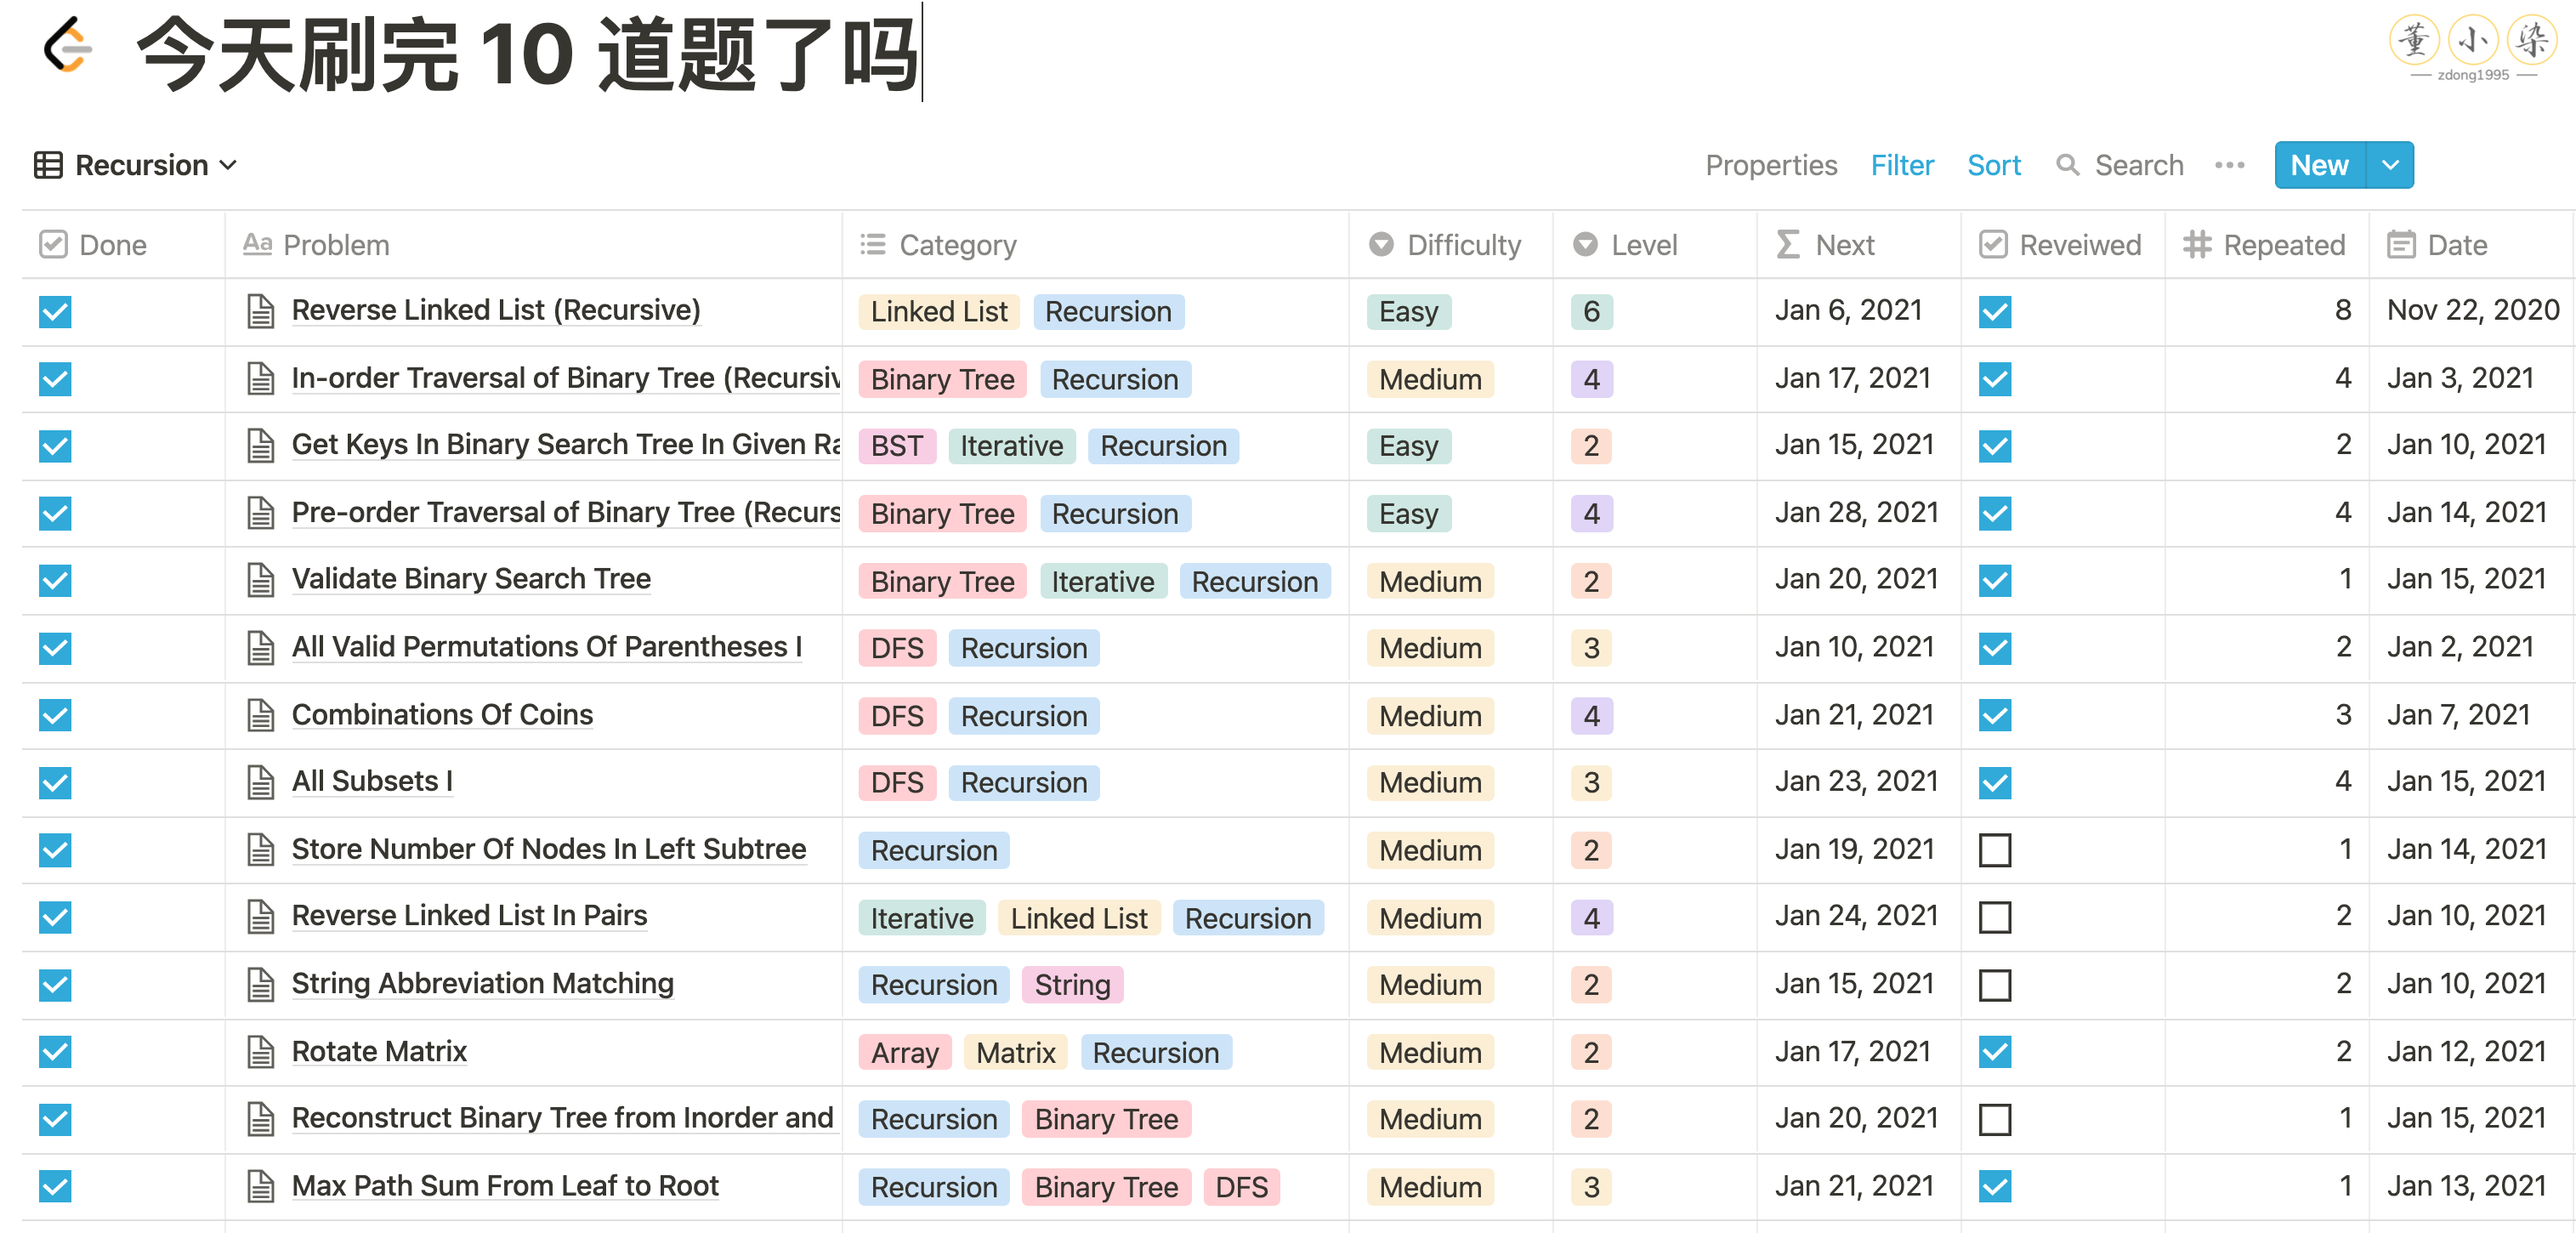 今天刷完 10 道题了吗
董 小 染
zdong1995
Recursion Properties Filter Sort Search New
Done Aa Problem Category Difficulty Level Next Reveiwed Repeated Date
Reverse Linked List (Recursive) Linked List Recursion Easy 6 Jan 6, 2021 8 Nov 22, 2020
In-order Traversal of Binary Tree (Recursiv Binary Tree Recursion Medium 4 Jan 17, 2021 4 Jan 3, 2021
Get Keys In Binary Search Tree In Given Ra BST Iterative Recursion Easy 2 Jan 15, 2021 2 Jan 10, 2021
Pre-order Traversal of Binary Tree (Recurs Binary Tree Recursion Easy 4 Jan 28, 2021 4 Jan 14, 2021
Validate Binary Search Tree Binary Tree Iterative Recursion Medium 2 Jan 20, 2021 1 Jan 15, 2021
All Valid Permutations Of Parentheses I DFS Recursion Medium 3 Jan 10, 2021 2 Jan 2, 2021
Combinations Of Coins DFS Recursion Medium 4 Jan 21, 2021 3 Jan 7, 2021
All Subsets I DFS Recursion Medium 3 Jan 23, 2021 4 Jan 15, 2021
Store Number Of Nodes In Left Subtree Recursion Medium 2 Jan 19, 2021 1 Jan 14, 2021
Reverse Linked List In Pairs Iterative Linked List Recursion Medium 4 Jan 24, 2021 2 Jan 10, 2021
String Abbreviation Matching Recursion String Medium 2 Jan 15, 2021 2 Jan 10, 2021
Rotate Matrix Array Matrix Recursion Medium 2 Jan 17, 2021 2 Jan 12, 2021
Reconstruct Binary Tree from Inorder and Recursion Binary Tree Medium 2 Jan 20, 2021 1 Jan 15, 2021
Max Path Sum From Leaf to Root Recursion Binary Tree DFS Medium 3 Jan 21, 2021 1 Jan 13, 2021